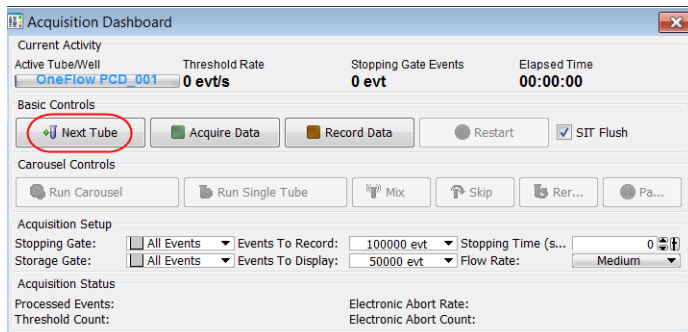 Acquisition Dashboard
Current Activity
Active Tube/Well Threshold Rate Stopping Gate Events Elapsed Time
OneFlow PCD_001 0 evt/s 0 evt 00:00:00
Basic Controls
Next Tube Acquire Data Record Data Restart SIT Flush
Carousel Controls
Run Carousel Run Single Tube Mix Skip Rer... Pa...
Acquisition Setup
Stopping Gate: All Events Events To Record: 100000 evt Stopping Time (s... 0
Storage Gate: All Events Events To Display: 50000 evt Flow Rate: Medium
Acquisition Status
Processed Events: Electronic Abort Rate:
Threshold Count: Electronic Abort Count: